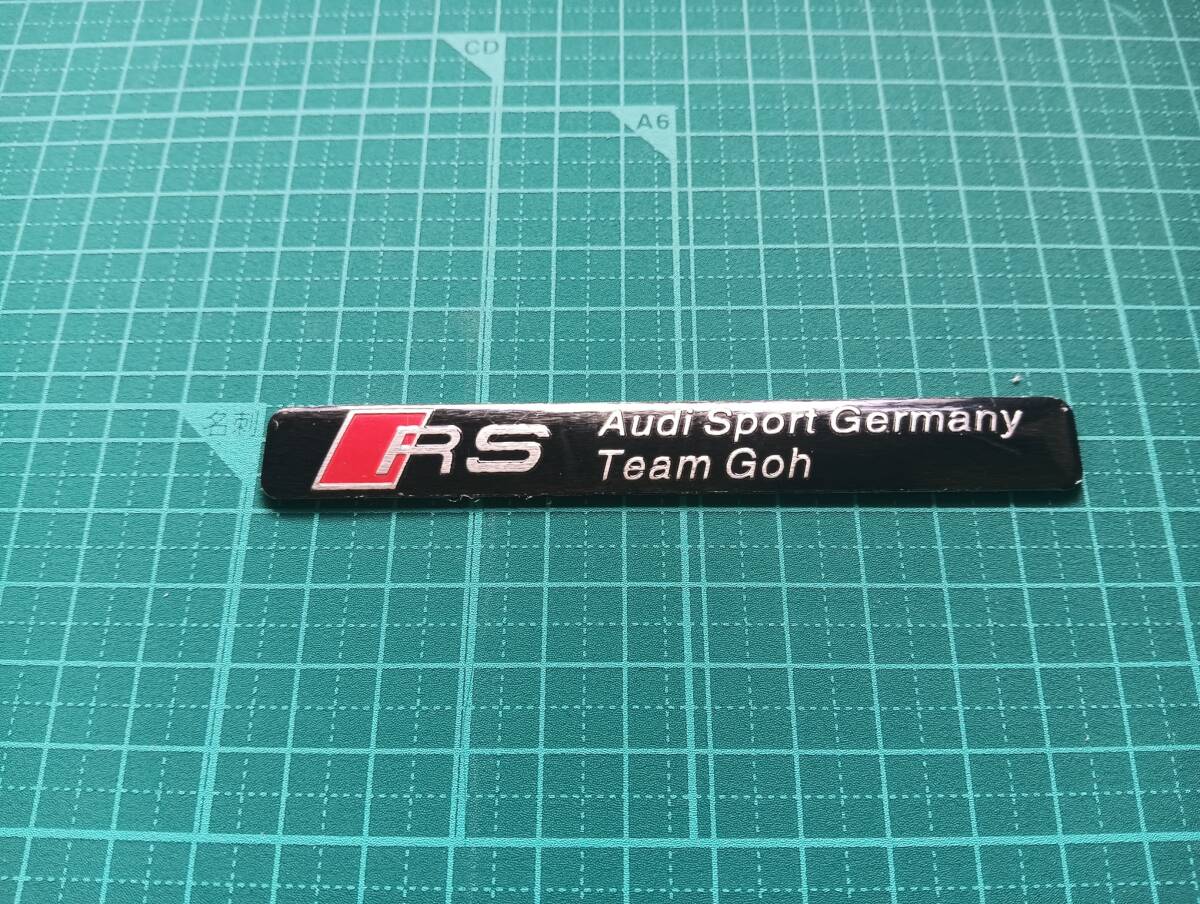 CD
A6
名刺
RS
Audi Sport Germany
Team Goh